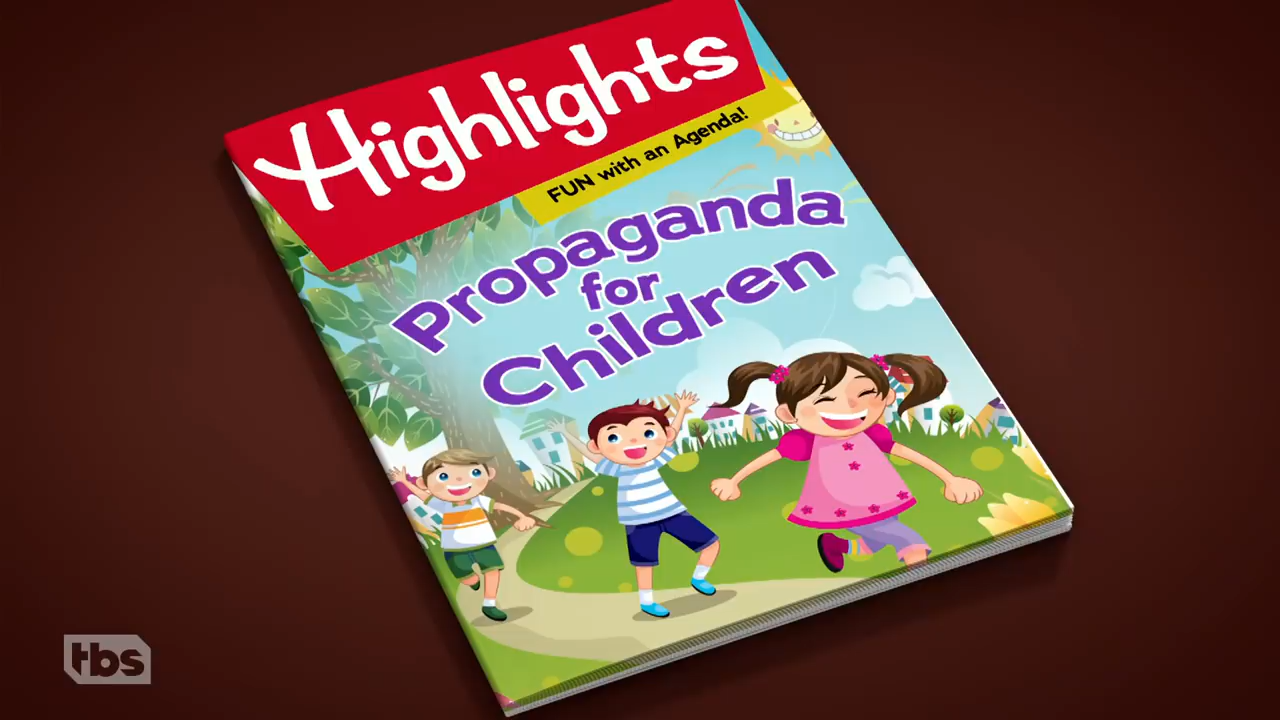 Highlights
FUN with an Agenda!
Propaganda
for
Children
tbs